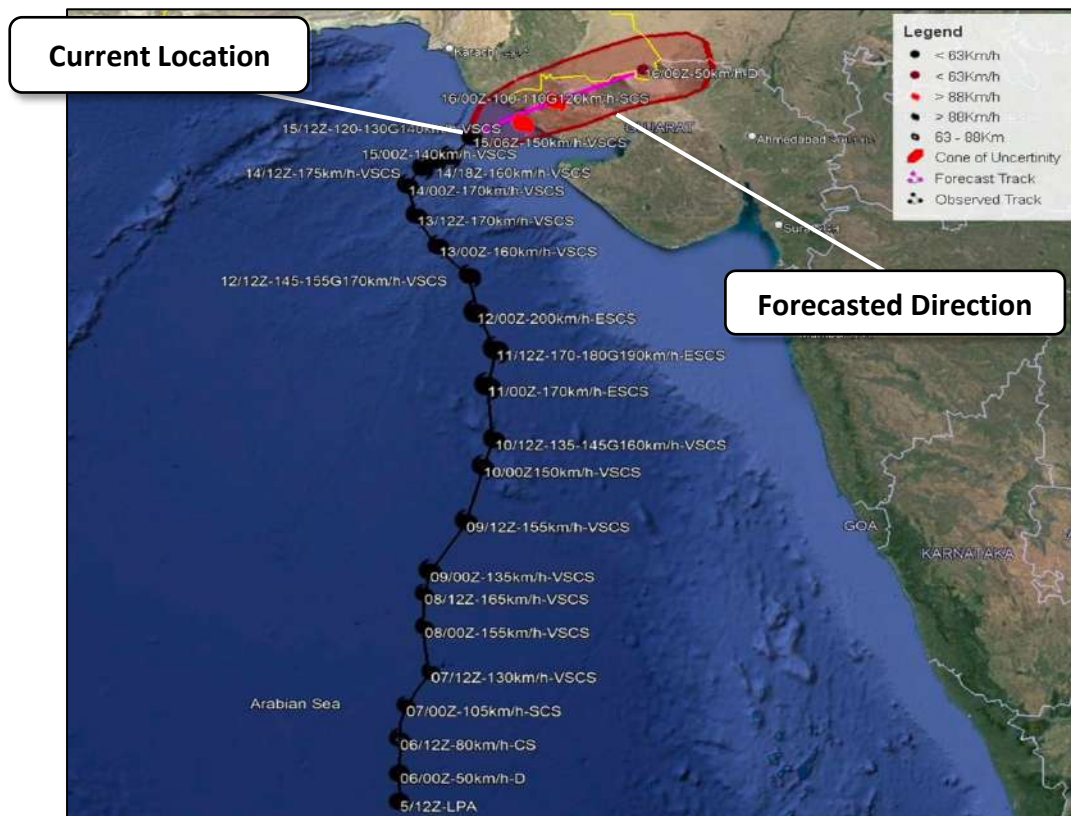 Current Location
Karachi
Legend
< 63Km/h
< 63Km/h
> 88Km/h
> 88Km/h
63 - 88Km
Cone of Uncertinity
Forecast Track
Observed Track
16/00Z-50km/h-D
16/00Z-100-110G120km/h-SCS
15/12Z-120-130G140km/h-VSCS
GUJARAT
Ahmedabad
15/06Z-150km/h-VSCS
15/00Z-140km/h-VSCS
14/12Z-175km/h-VSCS
14/18Z-160km/h-VSCS
14/00Z-170km/h-VSCS
13/12Z-170km/h-VSCS
Surat
13/00Z-160km/h-VSCS
12/12Z-145-155G170km/h-VSCS
Forecasted Direction
12/00Z-200km/h-ESCS
11/12Z-170-180G190km/h-ESCS
11/00Z-170km/h-ESCS
10/12Z-135-145G160km/h-VSCS
10/00Z150km/h-VSCS
09/12Z-155km/h-VSCS
GOA
KARNATAKA
09/00Z-135km/h-VSCS
08/12Z-165km/h-VSCS
08/00Z-155km/h-VSCS
07/12Z-130km/h-VSCS
Arabian Sea
07/00Z-105km/h-SCS
06/12Z-80km/h-CS
06/00Z-50km/h-D
5/12Z-LPA